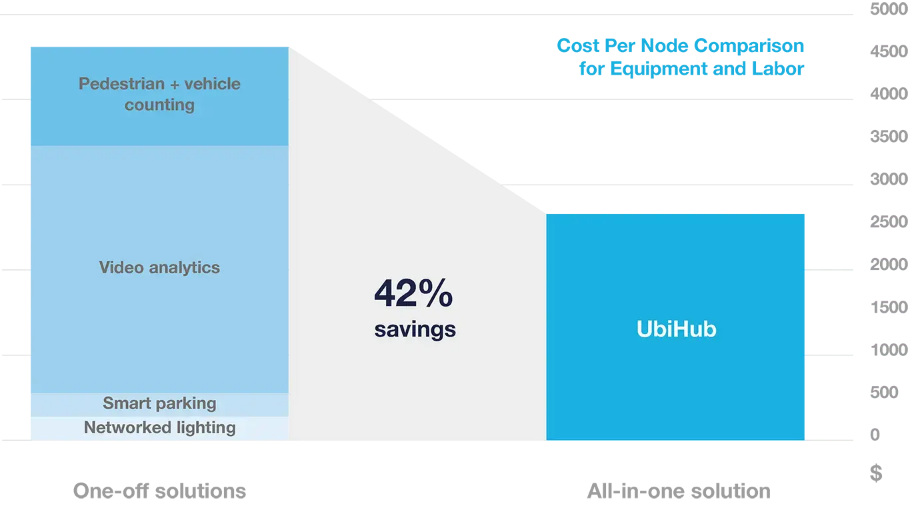 Cost Per Node Comparison
for Equipment and Labor
Pedestrian + vehicle
counting
Video analytics
Smart parking
Networked lighting
42%
savings
UbiHub
5000
4500
4000
3500
3000
2500
2000
1500
1000
500
0
$
One-off solutions
All-in-one solution